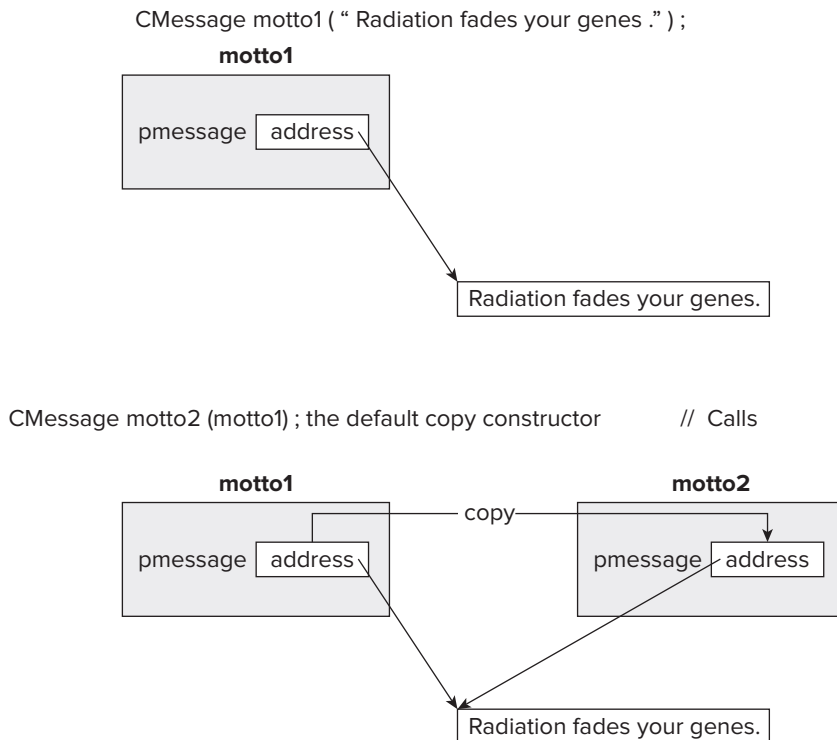 CMessage motto1 ( “ Radiation fades your genes .” ) ;
motto1
pmessage address
Radiation fades your genes.
CMessage motto2 (motto1) ; the default copy constructor // Calls
motto1 motto2
copy
pmessage address pmessage address
Radiation fades your genes.